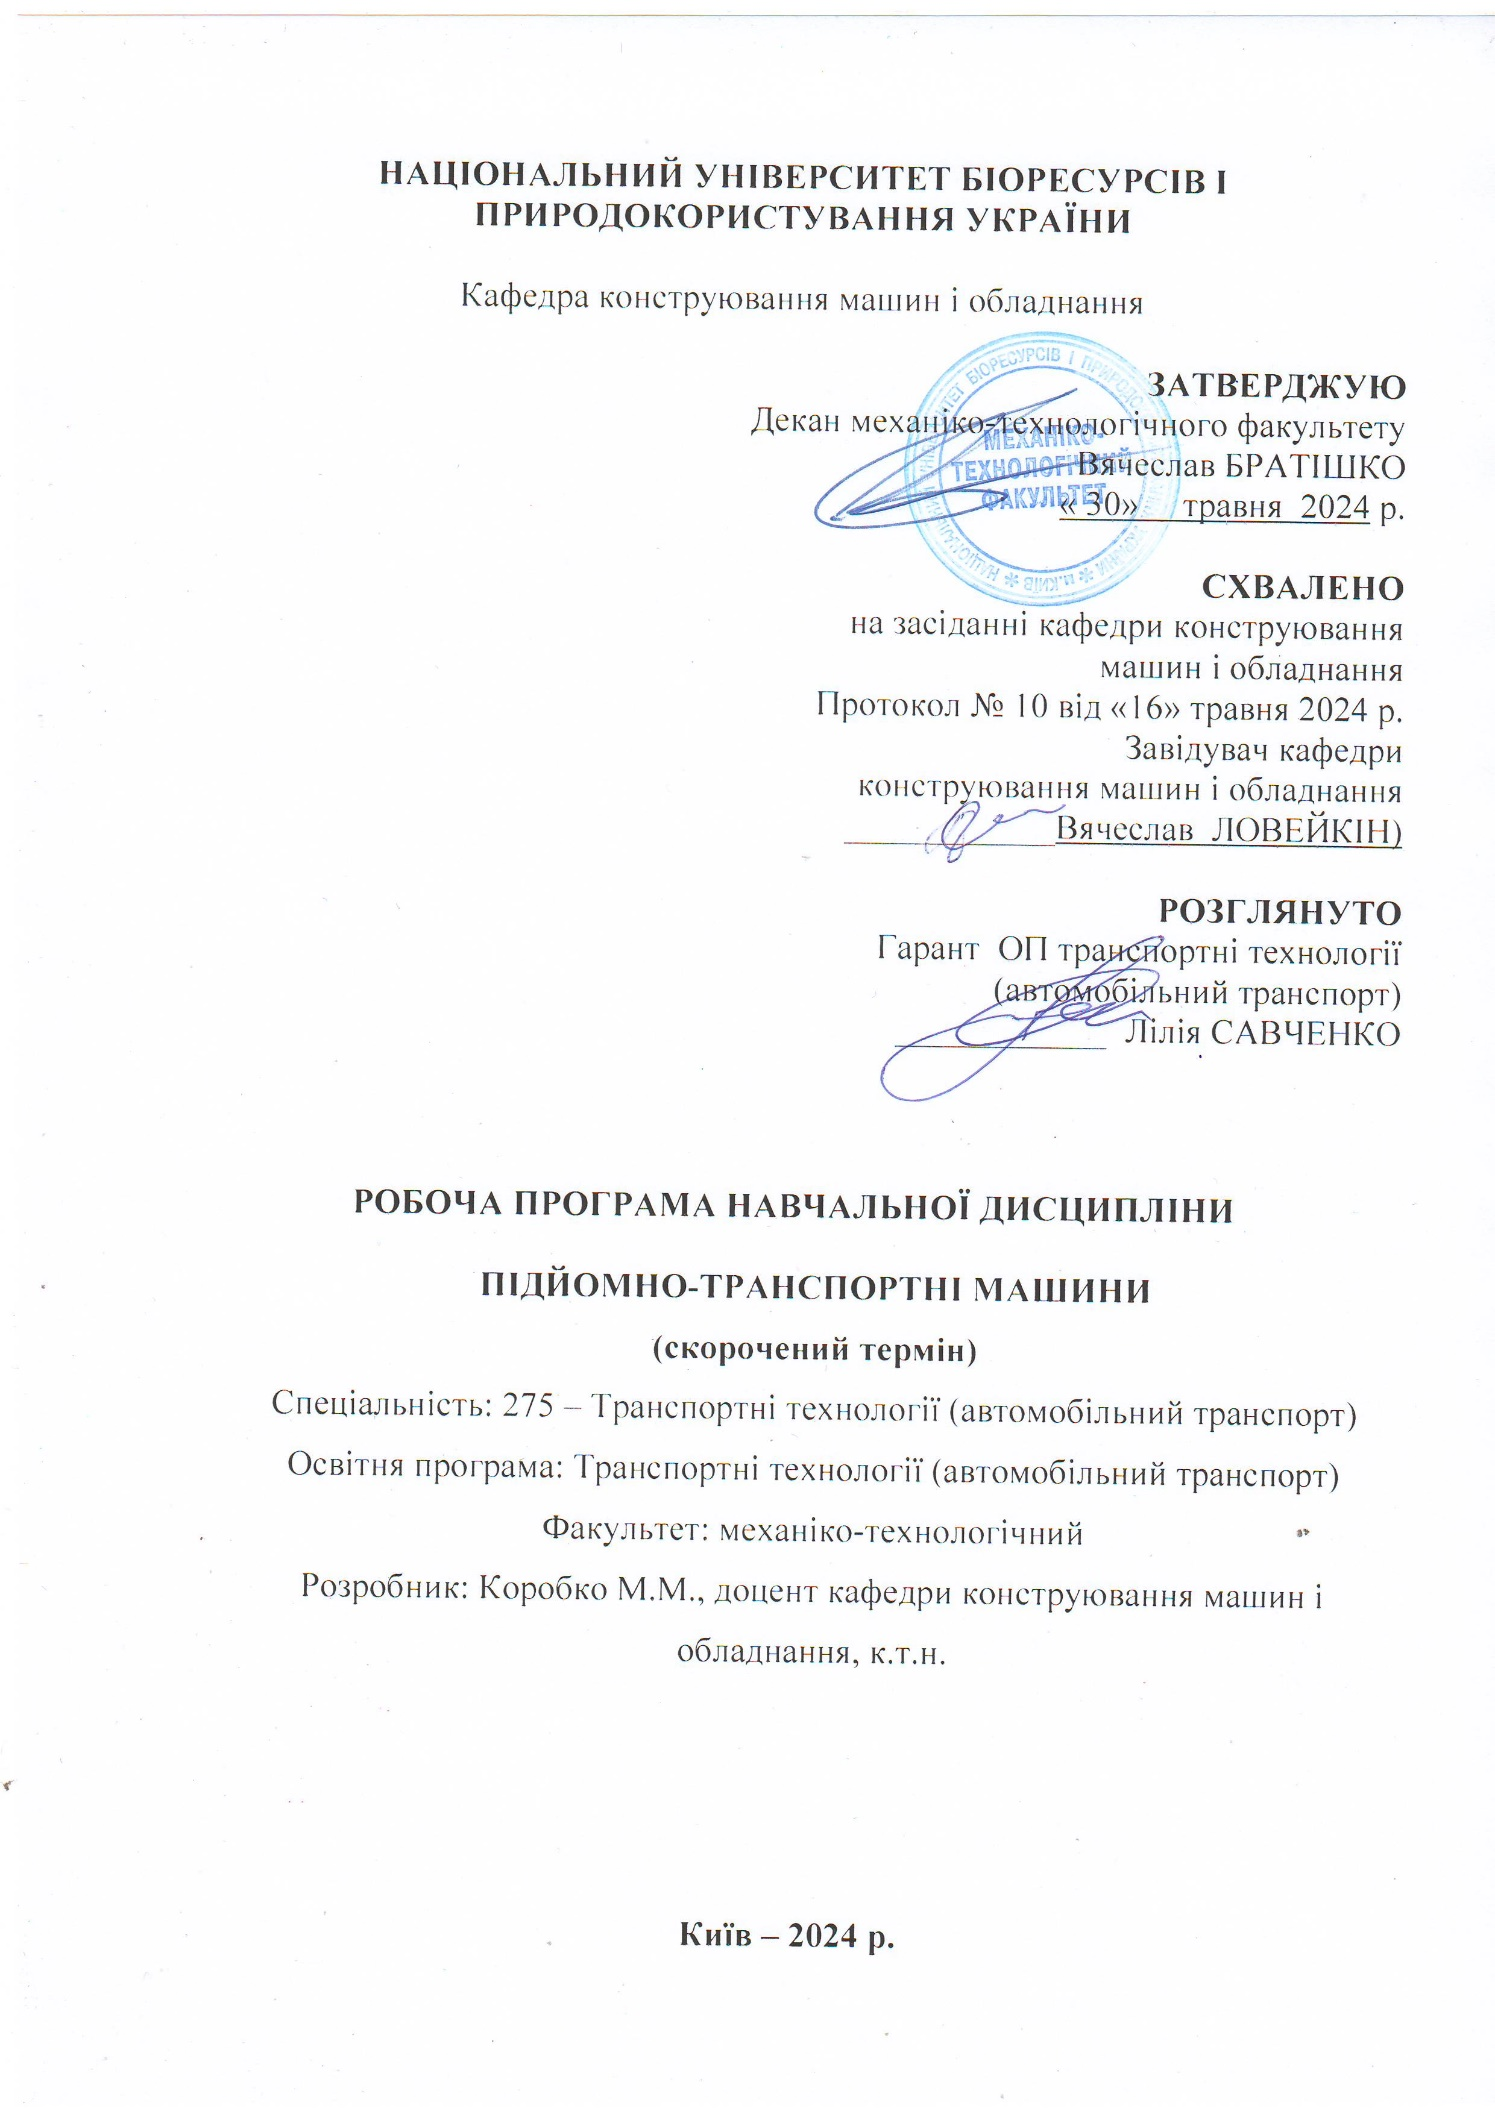 НАЦІОНАЛЬНИЙ УНІВЕРСИТЕТ БІОРЕСУРСІВ І
ПРИРОДОКОРИСТУВАННЯ УКРАЇНИ
Кафедра конструювання машин і обладнання
ЗАТВЕРДЖУЮ
Декан механіко-технологічного факультету
Вячеслав БРАТІШКО
« 30» травня 2024 р.
МЕХАНІКО-
ТЕХНОЛОГІЧНИЙ
ФАКУЛЬТЕТ
СХВАЛЕНО
на засіданні кафедри конструювання
машин і обладнання
Протокол № 10 від «16» травня 2024 р.
Завідувач кафедри
конструювання машин і обладнання
Вячеслав ЛОВЕЙКІН)
РОЗГЛЯНУТО
Гарант ОП транспортні технології
(автомобільний транспорт)
Лілія САВЧЕНКО
РОБОЧА ПРОГРАМА НАВЧАЛЬНОЇ ДИСЦИПЛІНИ
ПІДЙОМНО-ТРАНСПОРТНІ МАШИНИ
(скорочений термін)
Спеціальність: 275 – Транспортні технології (автомобільний транспорт)
Освітня програма: Транспортні технології (автомобільний транспорт)
Факультет: механіко-технологічний
Розробник: Коробко М.М., доцент кафедри конструювання машин і
обладнання, к.т.н.
Київ – 2024 р.